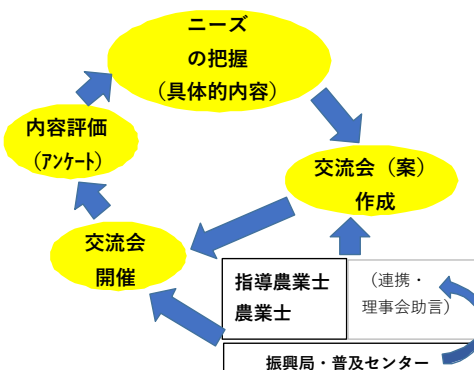 ニーズ
の把握
（具体的内容）
内容評価
（ｱﾝｹｰﾄ）
交流会（案）
作成
交流会
開催
指導農業士
農業士
（連携・
理事会助言）
振興局・普及センター